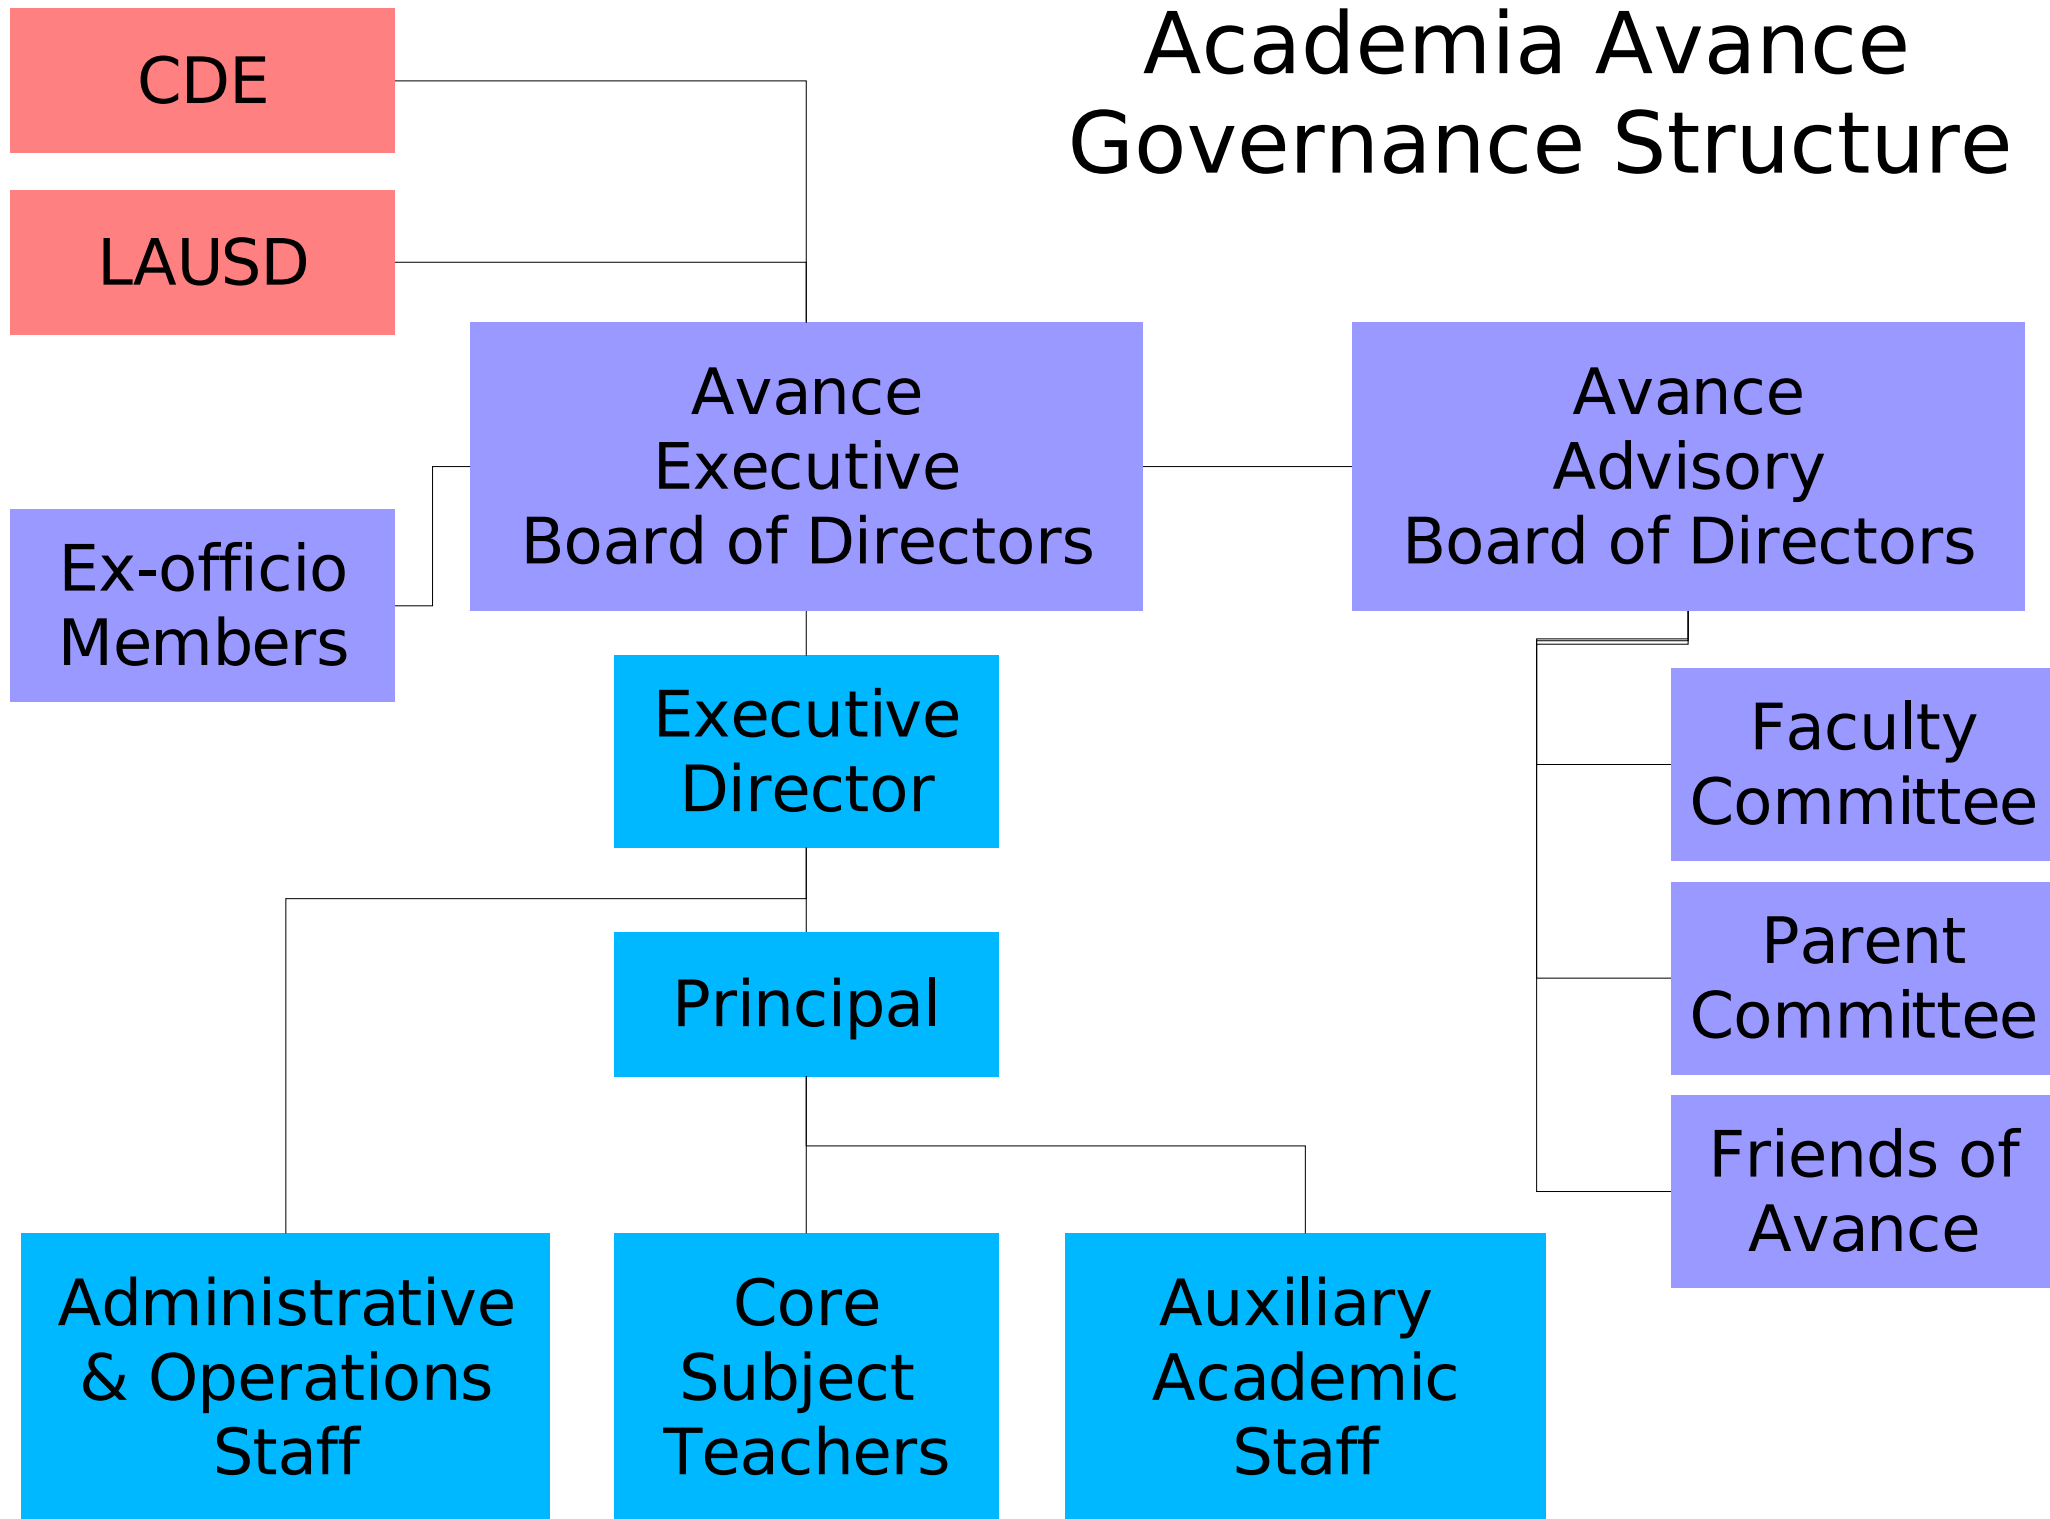 Academia Avance
Governance Structure
CDE
LAUSD
Avance
Executive
Board of Directors
Avance
Advisory
Board of Directors
Ex-officio
Members
Executive
Director
Faculty
Committee
Parent
Committee
Principal
Friends of
Avance
Administrative
& Operations
Staff
Core
Subject
Teachers
Auxiliary
Academic
Staff